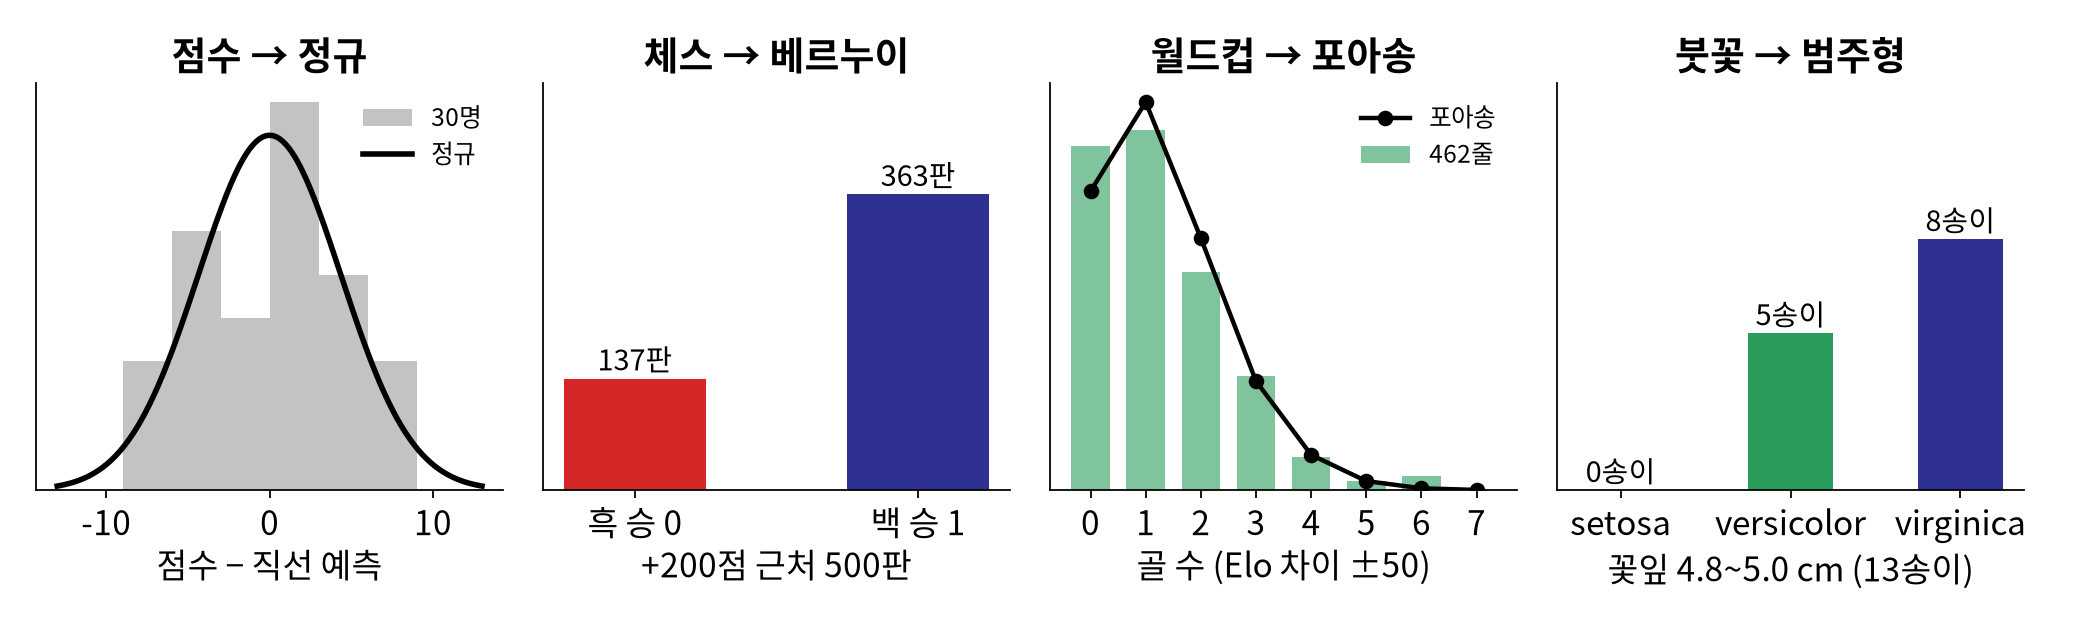 점수 → 정규
30명
정규
-10 0 10
점수 – 직선 예측
체스 → 베르누이
137판
363판
흑 승 0 백 승 1
+200점 근처 500판
월드컵 → 포아송
포아송
462줄
0 1 2 3 4 5 6 7
골 수 (Elo 차이 ±50)
붓꽃 → 범주형
0송이
5송이
8송이
setosa versicolor virginica
꽃잎 4.8~5.0 cm (13송이)